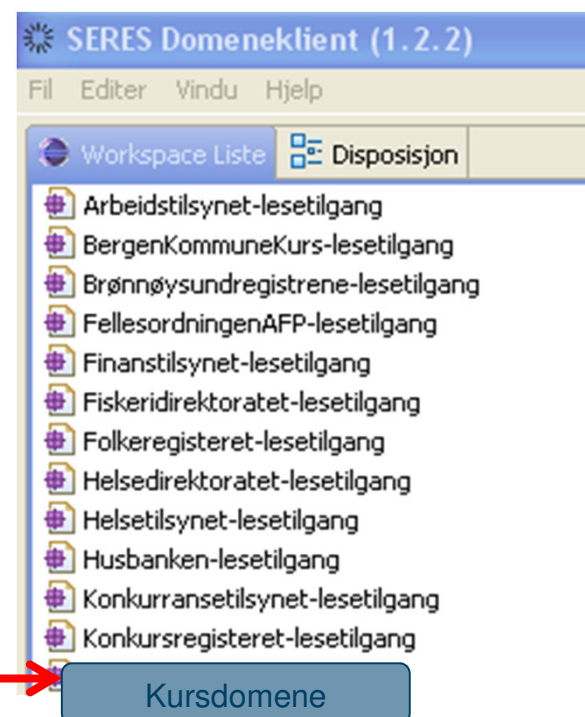 SERES Domeneklient (1.2.2)
Fil Editer Vindu Hjelp
Workspace Liste Disposisjon
Arbeidstilsynet-lesetilgang
BergenKommuneKurs-lesetilgang
Brønnøysundregistrene-lesetilgang
FellesordningenAFP-lesetilgang
Finanstilsynet-lesetilgang
Fiskeridirektoratet-lesetilgang
Folkeregisteret-lesetilgang
Helsedirektoratet-lesetilgang
Helsetilsynet-lesetilgang
Husbanken-lesetilgang
Konkurransetilsynet-lesetilgang
Konkursregisteret-lesetilgang
Kursdomene